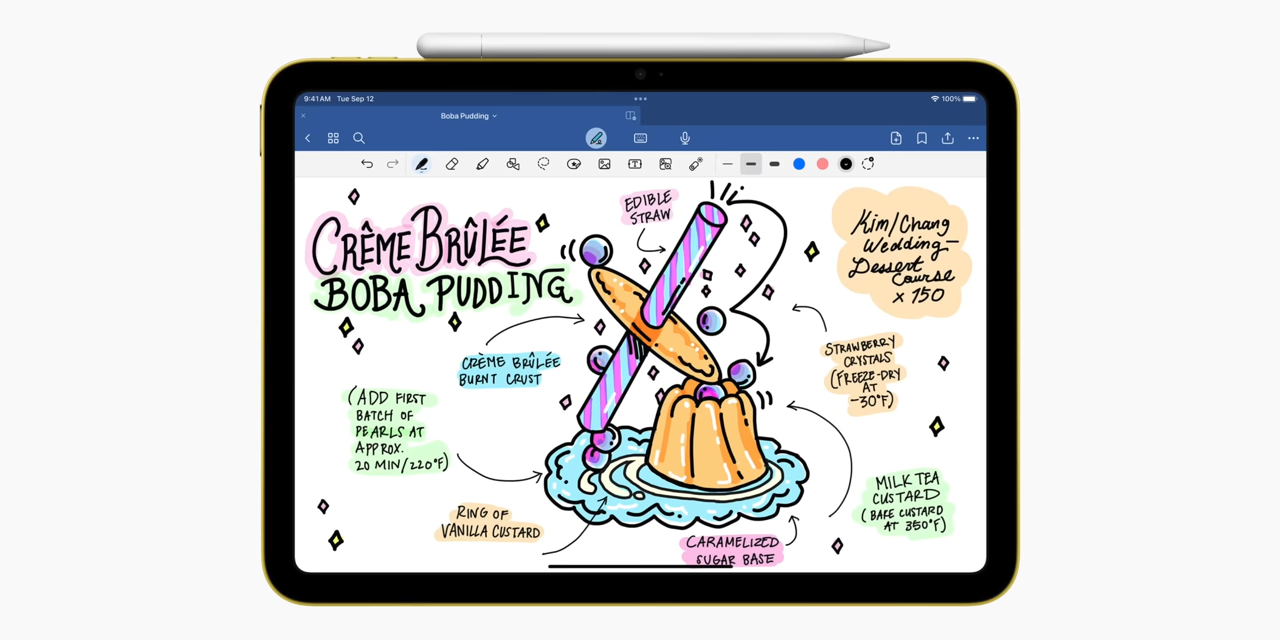 9:41AM Tue Sep 12
100%
Boba Pudding
T
CRÈME BRÛLÉE
BOBA PUDDING
EDIBLE
STRAW
Kim/Chang
Wedding–
Dessert
Course
x 150
CRÈME BRÛLÉE
BURNT CRUST
STRAWBERRY
CRYSTALS
(FREEZE-DRY
AT
-30°F)
(ADD FIRST
BATCH OF
PEARLS AT
APPROX.
20 MIN/220°F)
RING OF
VANILLA CUSTARD
MILK TEA
CUSTARD
(BAKE CUSTARD
AT 350°F)
CARAMELIZED
SUGAR BASE